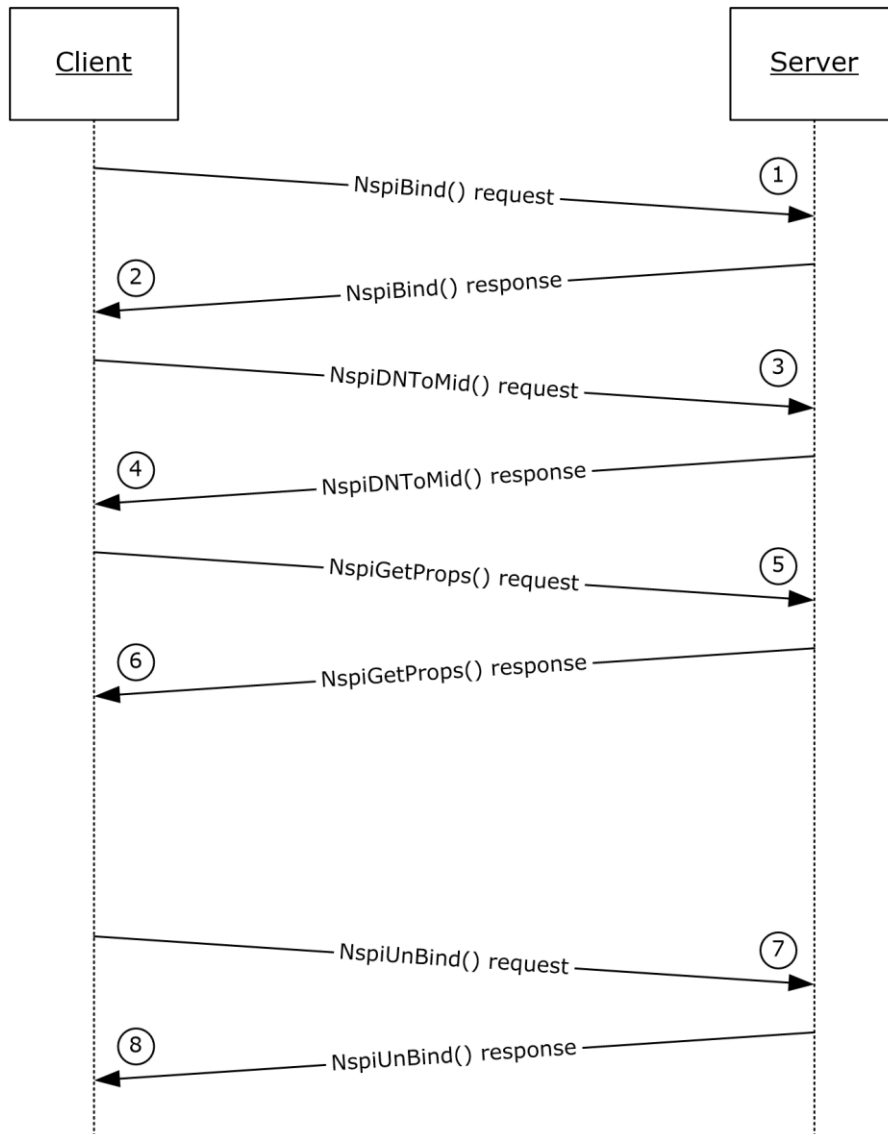 Client
Server
NspiBind() request
1
2
NspiBind() response
NspiDNToMid() request
3
4
NspiDNToMid() response
NspiGetProps() request
5
6
NspiGetProps() response
NspiUnBind() request
7
8
NspiUnBind() response